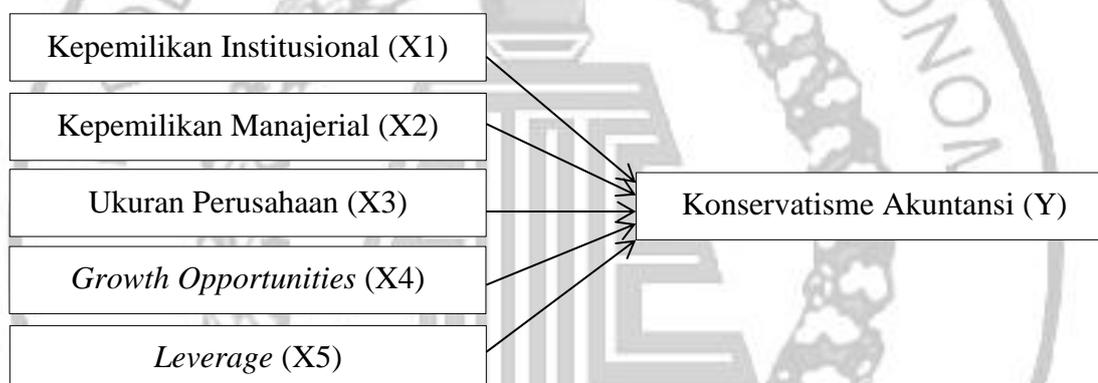 Kepemilikan Institusional (X1)
Kepemilikan Manajerial (X2)
Ukuran Perusahaan (X3)
Growth Opportunities (X4)
Leverage (X5)
Konservatisme Akuntansi (Y)